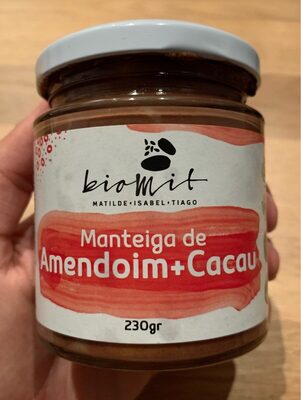 biomit
MATILDE•ISABEL•TIAGO
Manteiga de
Amendoim+Cacau
230gr